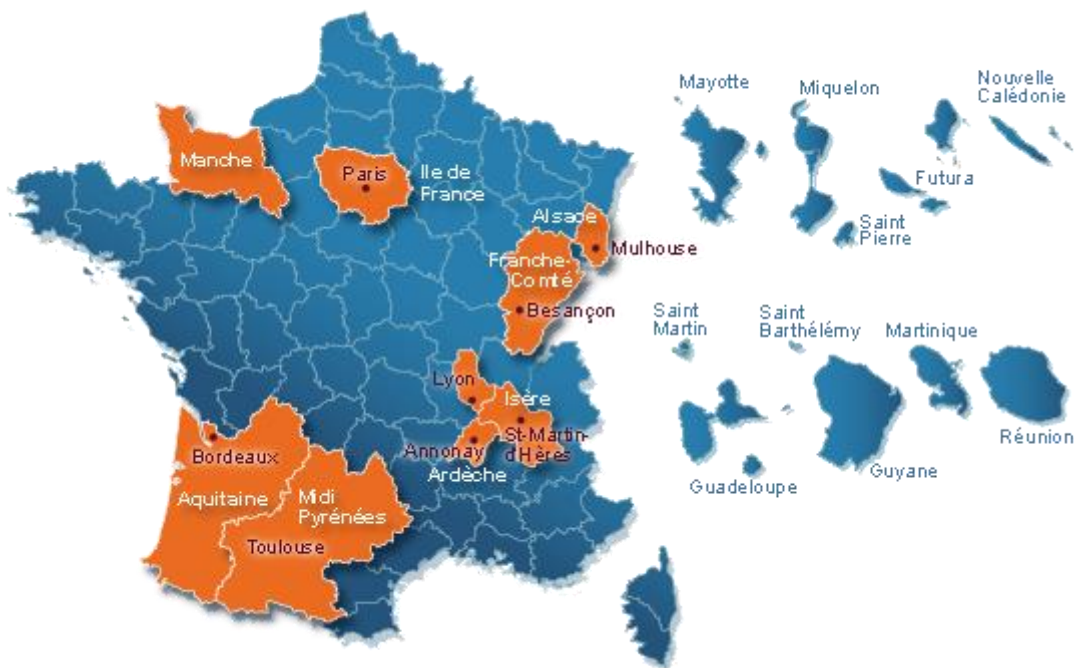 Mayotte
Miquelon
Nouvelle
Calédonie
Manche
Paris
Ile de
France
Futura
Alsace
Saint
Pierre
Mulhouse
Franche-
Comté
Besançon
Saint
Martin
Saint
Barthélémy
Martinique
Lyon
Isère
St-Martin-
d'Hères
Annonay
Ardèche
Bordeaux
Réunion
Guyane
Guadeloupe
Aquitaine
Midi
Pyrénées
Toulouse